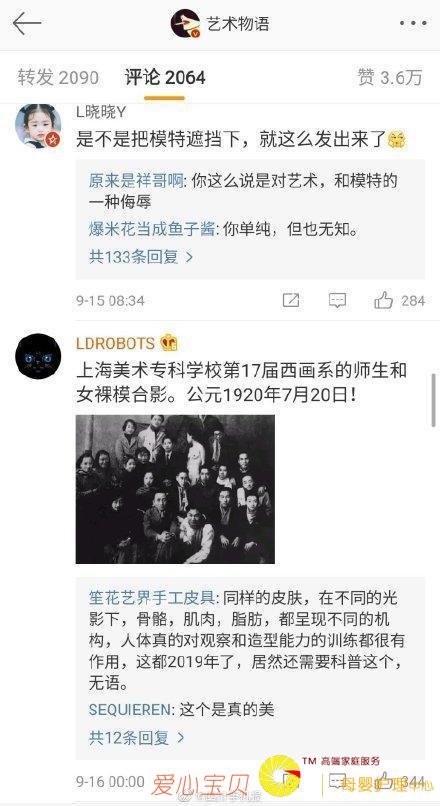 艺术物语
转发 2090 评论 2064 赞 3.6万
L晓晓Y
是不是把模特遮挡下，就这么发出来了
原来是祥哥啊: 你这么说是对艺术，和模特的
一种侮辱
爆米花当成鱼子酱: 你单纯，但也无知。
共133条回复 >
9-15 08:34 284
LDROBOTS
上海美术专科学校第17届西画系的师生和
女裸模合影。公元1920年7月20日！
笙花艺界手工皮具: 同样的皮肤，在不同的光
影下，骨骼，肌肉，脂肪，都呈现不同的机
构，人体真的对观察和造型能力的训练都很有
作用，这都2019年了，居然还需要科普这个，
无语。
SEQUIEREN: 这个是真的美
共12条回复 >
9-16 00:00 344
爱心宝贝 TM 高端家庭服务
母婴护理中心